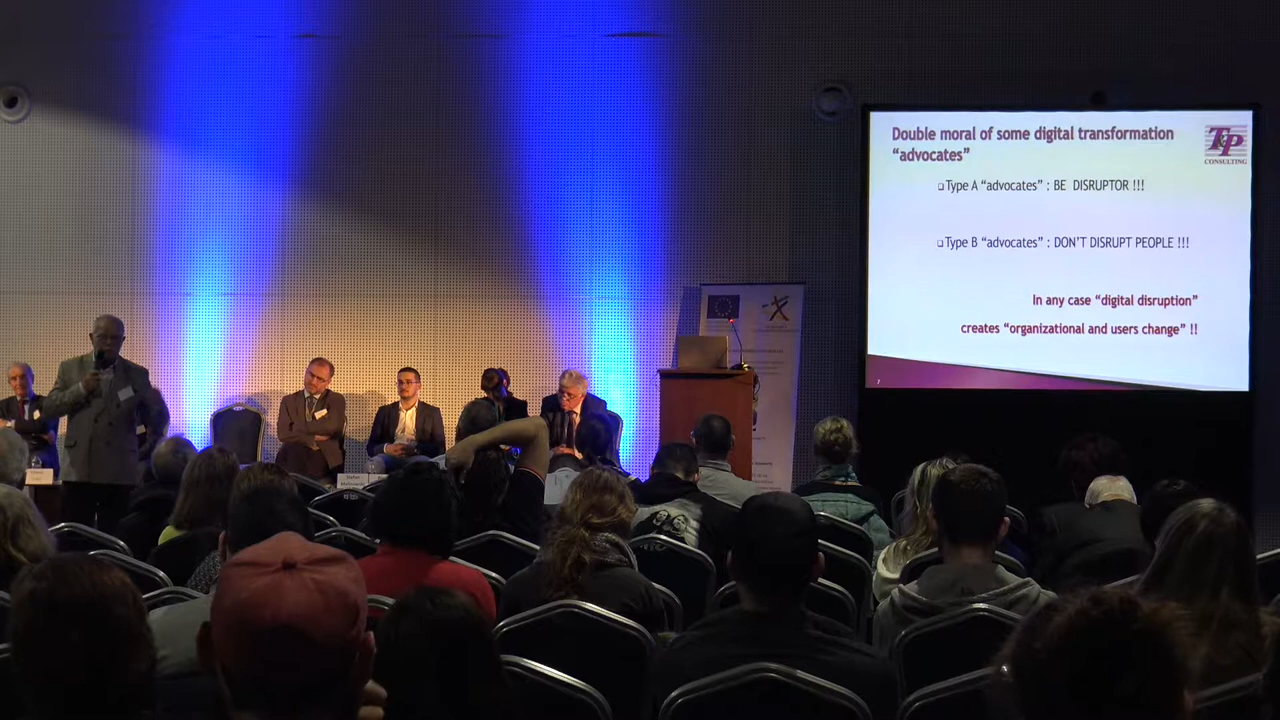 Double moral of some digital transformation
“advocates”
T&P
CONSULTING
❑Type A “advocates” : BE DISRUPTOR !!!
❑Type B “advocates” : DON’T DISRUPT PEOPLE !!!
In any case “digital disruption”
creates “organizational and users change” !!
7